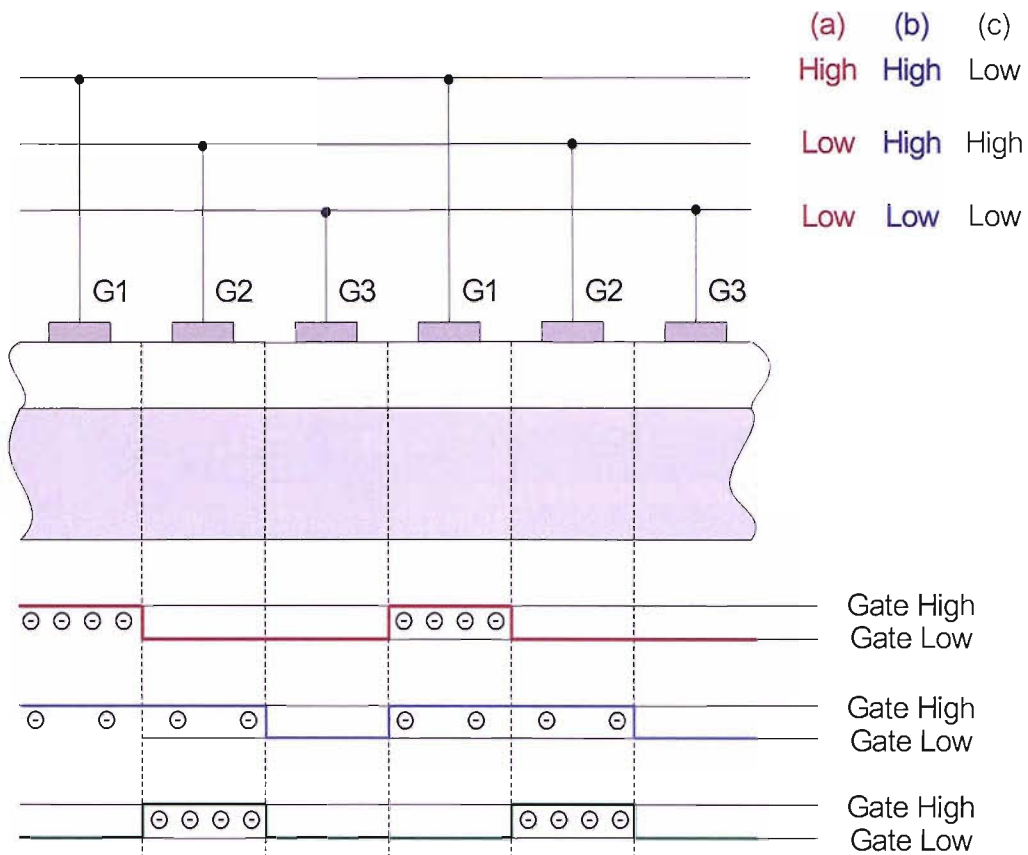 (a) (b) (c)
High High Low
Low High High
Low Low Low
G1 G2 G3 G1 G2 G3
Gate High
Gate Low
Gate High
Gate Low
Gate High
Gate Low